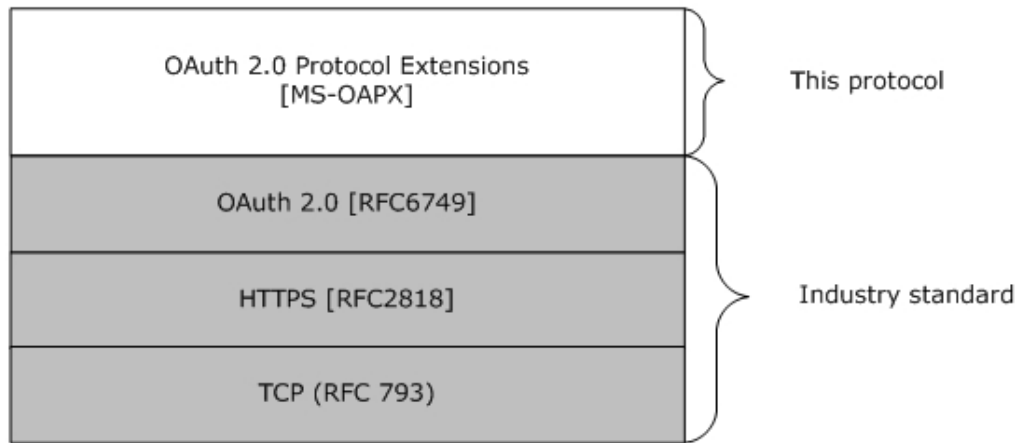 OAuth 2.0 Protocol Extensions
[MS-OAPX]
This protocol
OAuth 2.0 [RFC6749]
HTTPS [RFC2818]
Industry standard
TCP (RFC 793)